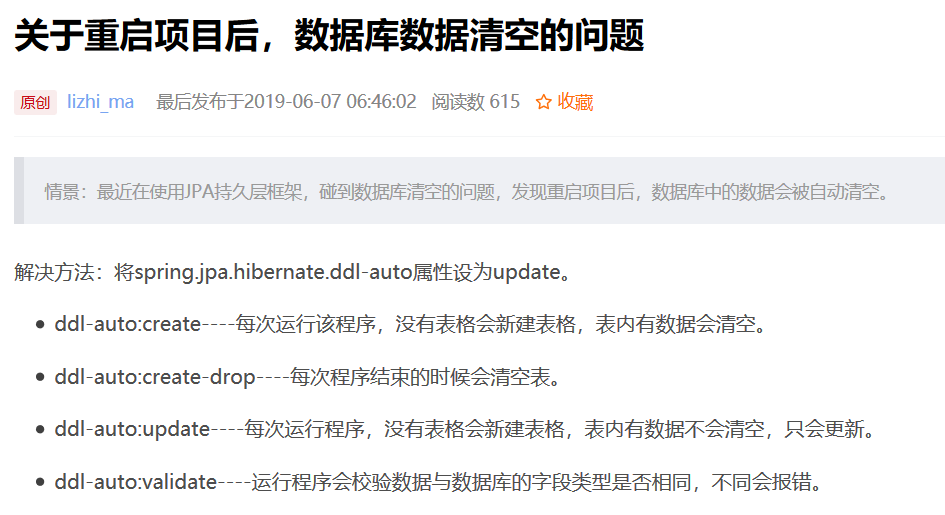 关于重启项目后，数据库数据清空的问题
原创 lizhi_ma 最后发布于2019-06-07 06:46:02 阅读数 615 收藏
情景：最近在使用JPA持久层框架，碰到数据库清空的问题，发现重启项目后，数据库中的数据会被自动清空。
解决方法：将spring.jpa.hibernate.ddl-auto属性设为update。
ddl-auto:create----每次运行该程序，没有表格会新建表格，表内有数据会清空。
ddl-auto:create-drop----每次程序结束的时候会清空表。
ddl-auto:update----每次运行程序，没有表格会新建表格，表内有数据不会清空，只会更新。
ddl-auto:validate----运行程序会校验数据与数据库的字段类型是否相同，不同会报错。